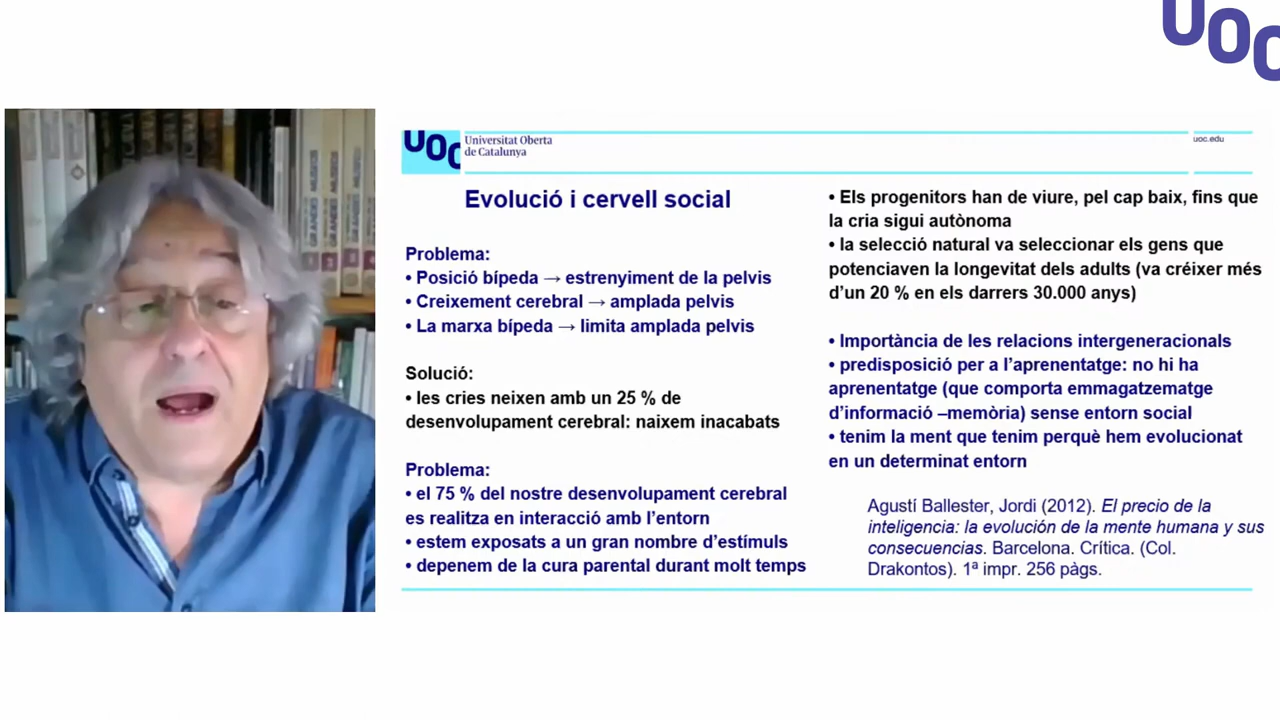 UOC
GRANDES MUSEOS
GRANDES MUSEOS
UOC
Universitat Oberta
de Catalunya
uoc.edu
Evolució i cervell social
Problema:
• Posició bípeda → estrenyiment de la pelvis
• Creixement cerebral → amplada pelvis
• La marxa bípeda → limita amplada pelvis
Solució:
• les cries neixen amb un 25 % de
desenvolupament cerebral: naixem inacabats
Problema:
• el 75 % del nostre desenvolupament cerebral
es realitza en interacció amb l’entorn
• estem exposats a un gran nombre d’estímuls
• depenem de la cura parental durant molt temps
• Els progenitors han de viure, pel cap baix, fins que
la cria sigui autònoma
• la selecció natural va seleccionar els gens que
potenciaven la longevitat dels adults (va créixer més
d’un 20 % en els darrers 30.000 anys)
• Importància de les relacions intergeneracionals
• predisposició per a l’aprenentatge: no hi ha
aprenentatge (que comporta emmagatzematge
d’informació –memòria) sense entorn social
• tenim la ment que tenim perquè hem evolucionat
en un determinat entorn
Agustí Ballester, Jordi (2012). El precio de la
inteligencia: la evolución de la mente humana y sus
consecuencias. Barcelona. Crítica. (Col.
Drakontos). 1ª impr. 256 pàgs.